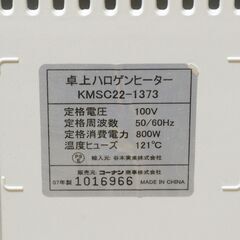 卓上ハロゲンヒーター
KMSC22-1373
定格電圧 100V
定格周波数 50/60Hz
定格消費電力 800W
温度ヒューズ 121℃
輸入元：谷本貿易株式会社
販売元：コーナン商事株式会社
07年製 1016966 MADE IN CHINA